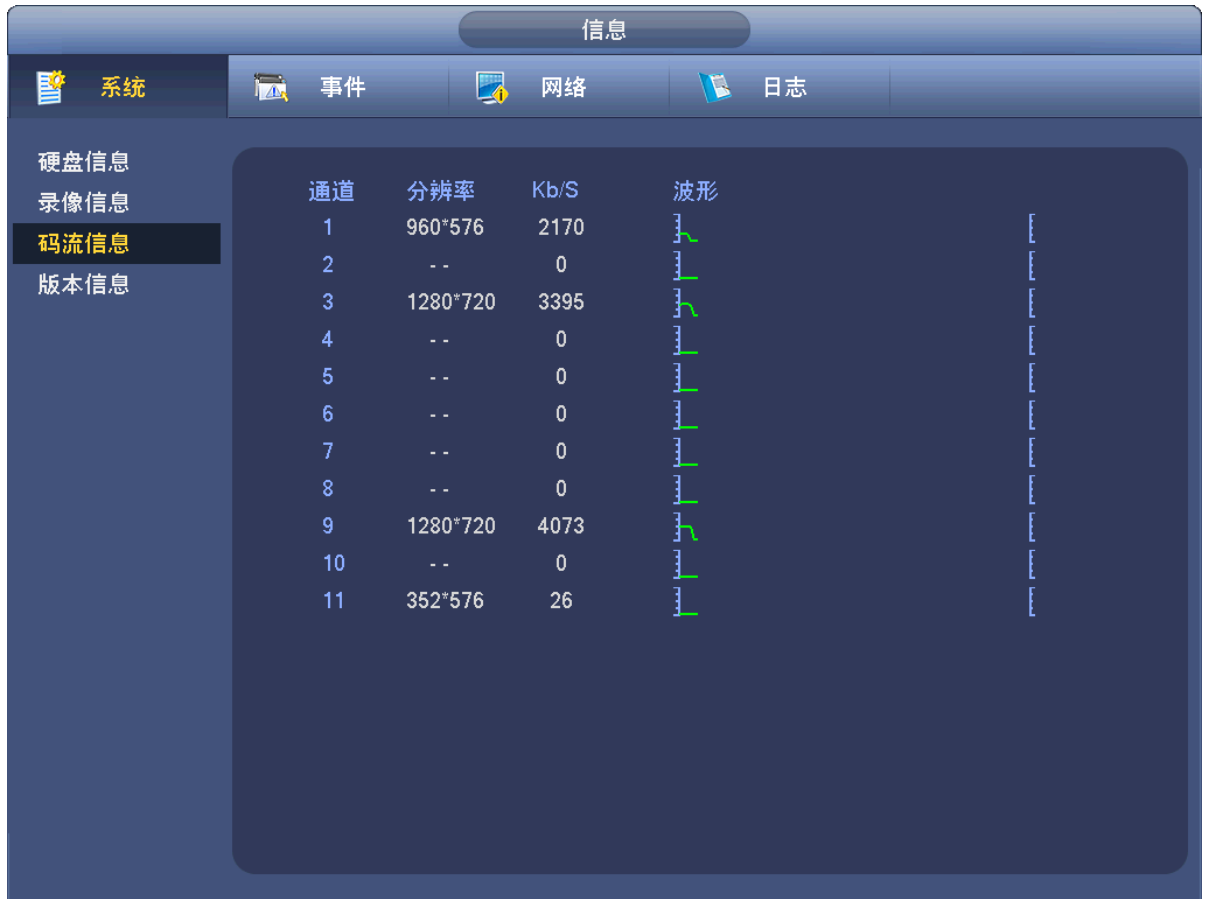 信息
系统 事件 网络 日志
硬盘信息
录像信息
码流信息
版本信息
通道 分辨率 Kb/S 波形
1 960*576 2170
2 - - 0
3 1280*720 3395
4 - - 0
5 - - 0
6 - - 0
7 - - 0
8 - - 0
9 1280*720 4073
10 - - 0
11 352*576 26